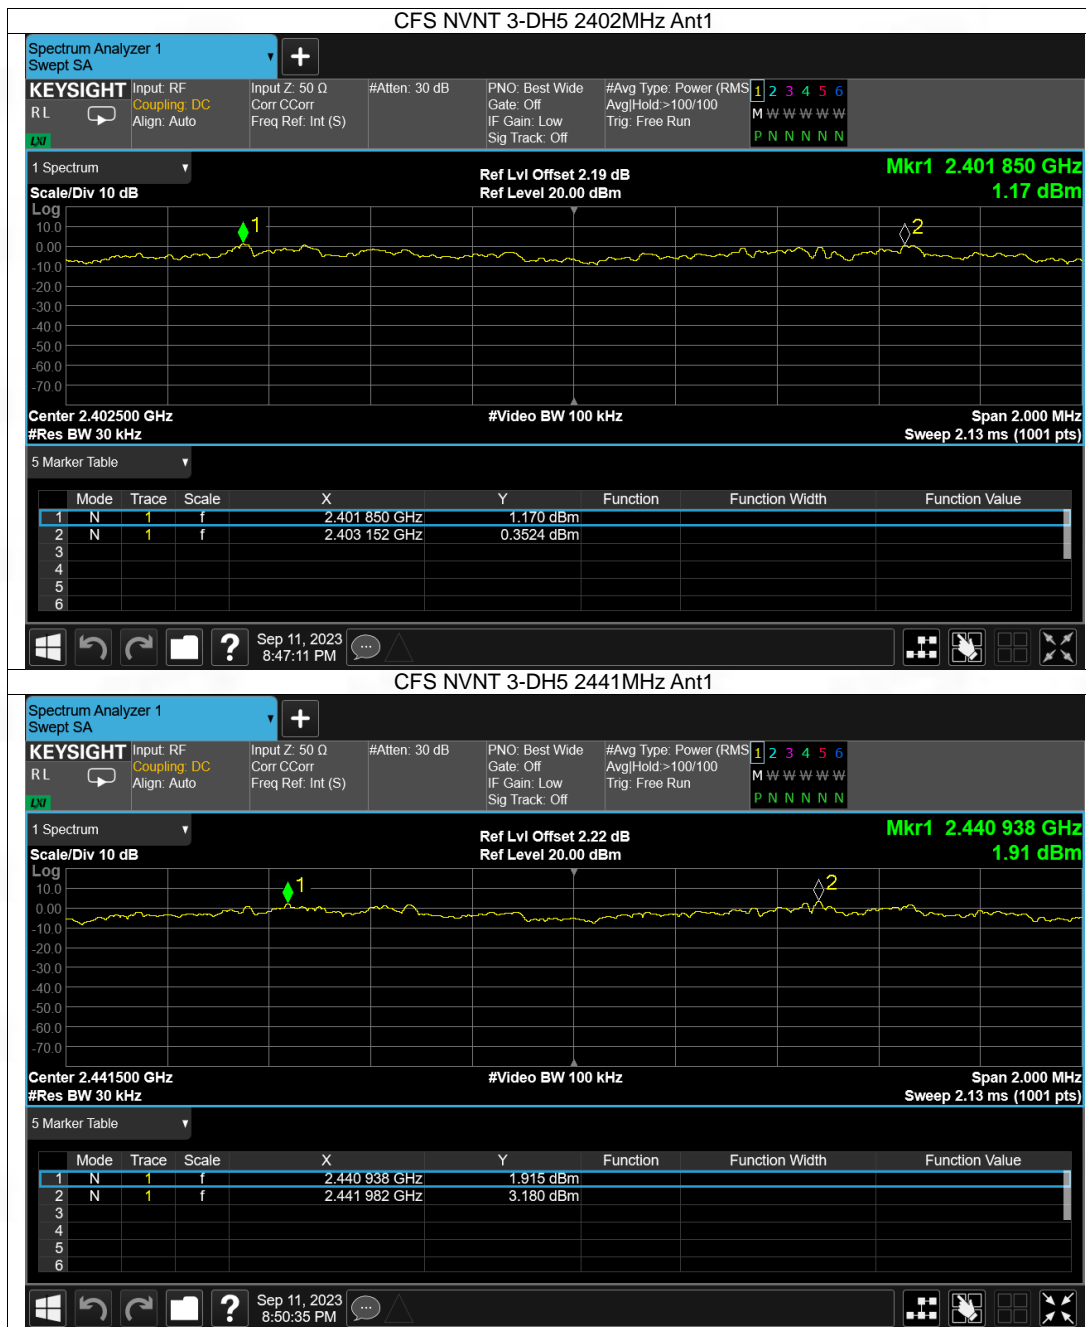 CFS NVNT 3-DH5 2402MHz Ant1
Spectrum Analyzer 1
Swept SA
KEYSIGHT Input: RF Input Z: 50 Ω #Atten: 30 dB PNO: Best Wide #Avg Type: Power (RMS 1 2 3 4 5 6
RL Coupling: DC Corr CCorr Gate: Off Avg|Hold:>100/100 M W W W W W
Align: Auto Freq Ref: Int (S) IF Gain: Low Trig: Free Run
LXI Sig Track: Off P N N N N N
1 Spectrum Ref Lvl Offset 2.19 dB Mkr1 2.401 850 GHz
Scale/Div 10 dB Ref Level 20.00 dBm 1.17 dBm
Log
10.0 1 2
0.00
-10.0
-20.0
-30.0
-40.0
-50.0
-60.0
-70.0
Center 2.402500 GHz #Video BW 100 kHz Span 2.000 MHz
#Res BW 30 kHz Sweep 2.13 ms (1001 pts)
5 Marker Table
Mode Trace Scale X Y Function Function Width Function Value
1 N 1 f 2.401 850 GHz 1.170 dBm
2 N 1 f 2.403 152 GHz 0.3524 dBm
3
4
5
6
? Sep 11, 2023
8:47:11 PM
CFS NVNT 3-DH5 2441MHz Ant1
Spectrum Analyzer 1
Swept SA
KEYSIGHT Input: RF Input Z: 50 Ω #Atten: 30 dB PNO: Best Wide #Avg Type: Power (RMS 1 2 3 4 5 6
RL Coupling: DC Corr CCorr Gate: Off Avg|Hold:>100/100 M W W W W W
Align: Auto Freq Ref: Int (S) IF Gain: Low Trig: Free Run
LXI Sig Track: Off P N N N N N
1 Spectrum Ref Lvl Offset 2.22 dB Mkr1 2.440 938 GHz
Scale/Div 10 dB Ref Level 20.00 dBm 1.91 dBm
Log
10.0 1 2
0.00
-10.0
-20.0
-30.0
-40.0
-50.0
-60.0
-70.0
Center 2.441500 GHz #Video BW 100 kHz Span 2.000 MHz
#Res BW 30 kHz Sweep 2.13 ms (1001 pts)
5 Marker Table
Mode Trace Scale X Y Function Function Width Function Value
1 N 1 f 2.440 938 GHz 1.915 dBm
2 N 1 f 2.441 982 GHz 3.180 dBm
3
4
5
6
? Sep 11, 2023
8:50:35 PM